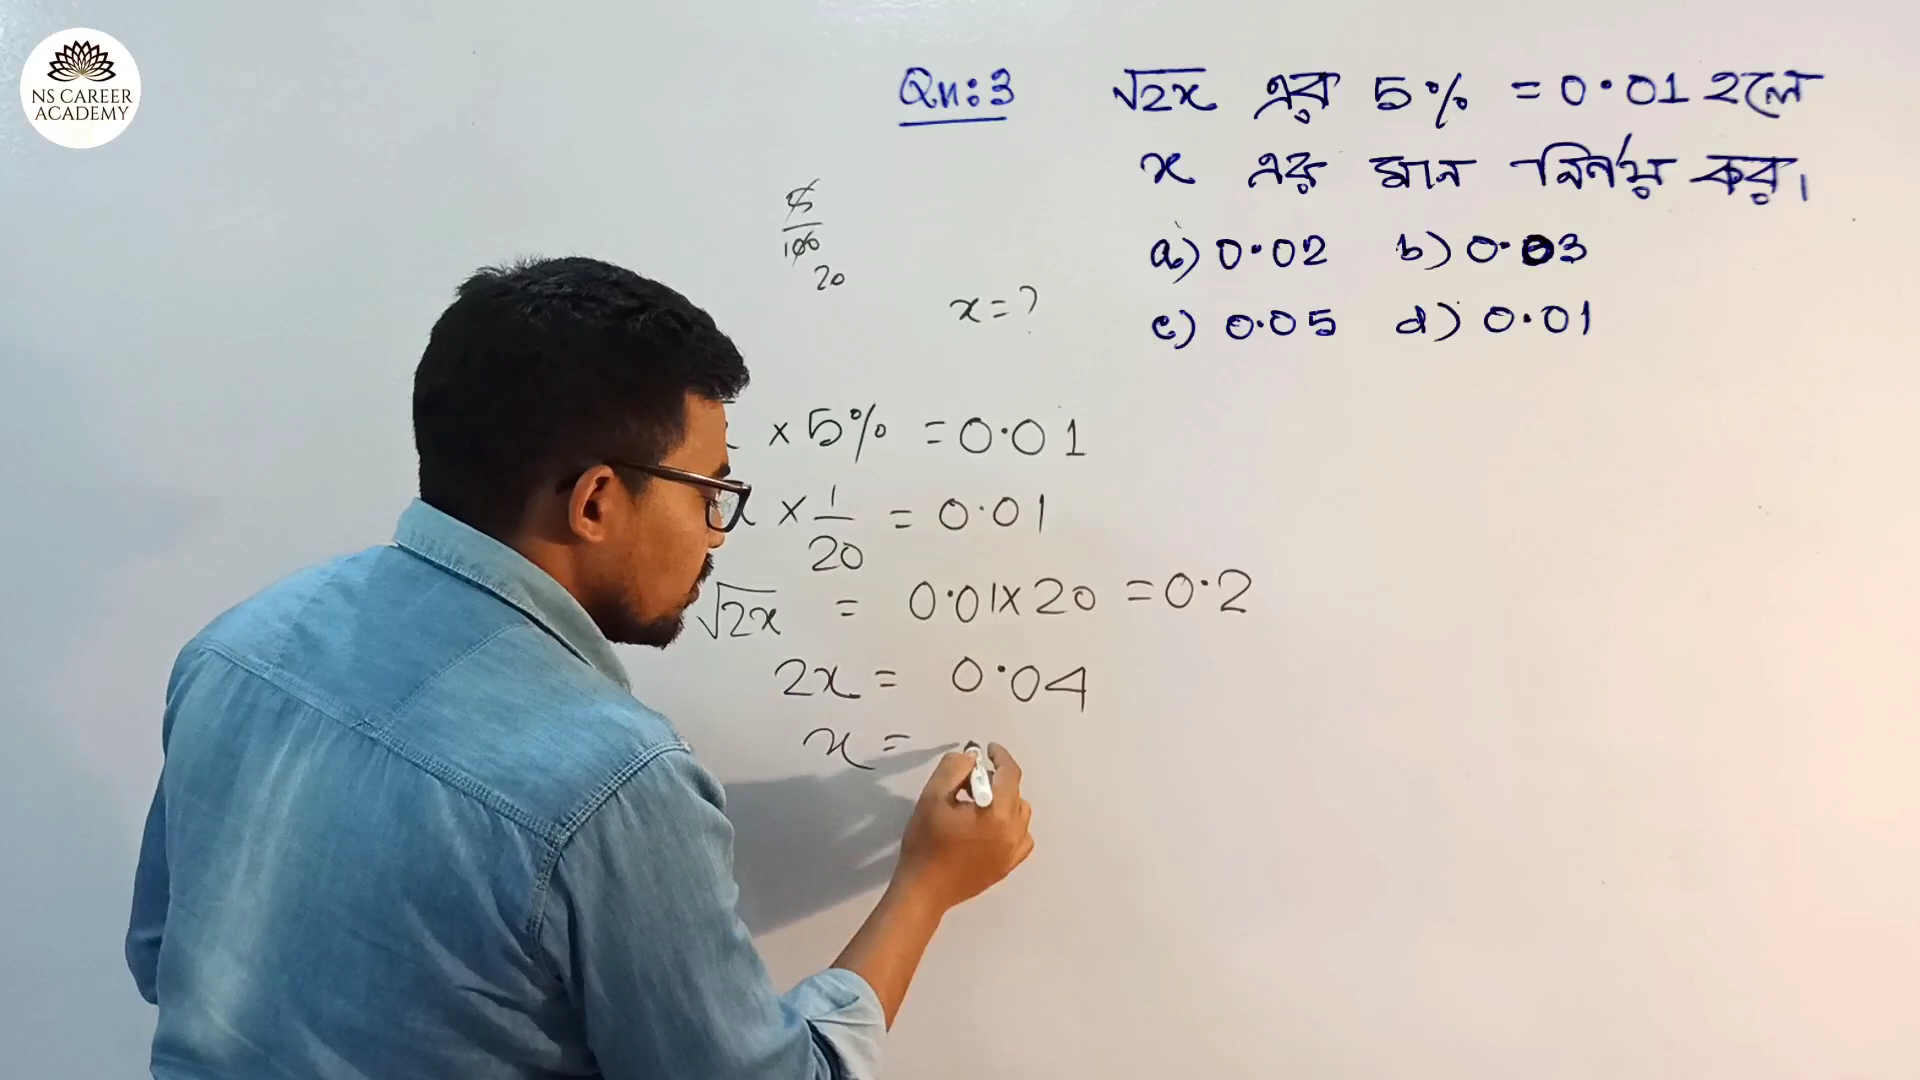 NS CAREER
ACADEMY
Qn:3 √2x এর 5% = 0.01 হলে
x এর মান নির্ণয় কর।
a) 0.02 b) 0.03
c) 0.05 d) 0.01
5/100
20
x = ?
x 5% = 0.01
x × 1/20 = 0.01
√2x = 0.01 x 20 = 0.2
2x = 0.04
x =